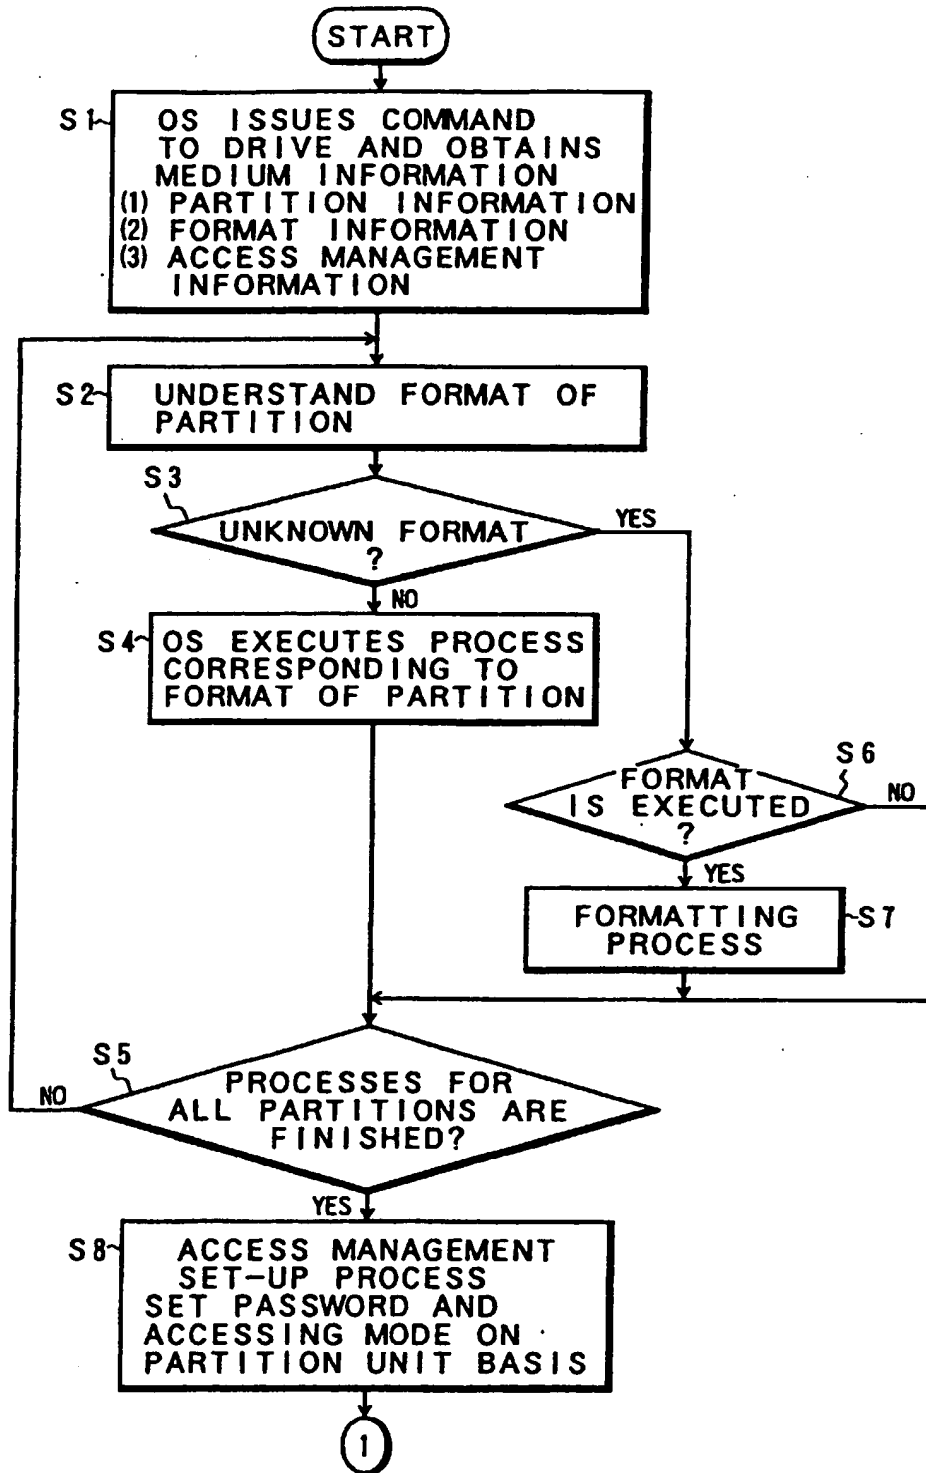 START
S1
OS ISSUES COMMAND
TO DRIVE AND OBTAINS
MEDIUM INFORMATION
(1) PARTITION INFORMATION
(2) FORMAT INFORMATION
(3) ACCESS MANAGEMENT
INFORMATION
S2
UNDERSTAND FORMAT OF
PARTITION
S3
UNKNOWN FORMAT
?
YES
NO
S4
OS EXECUTES PROCESS
CORRESPONDING TO
FORMAT OF PARTITION
S6
FORMAT
IS EXECUTED
?
NO
YES
FORMATTING
PROCESS
S7
S5
PROCESSES FOR
ALL PARTITIONS ARE
FINISHED?
NO
YES
S8
ACCESS MANAGEMENT
SET-UP PROCESS
SET PASSWORD AND
ACCESSING MODE ON
PARTITION UNIT BASIS
1